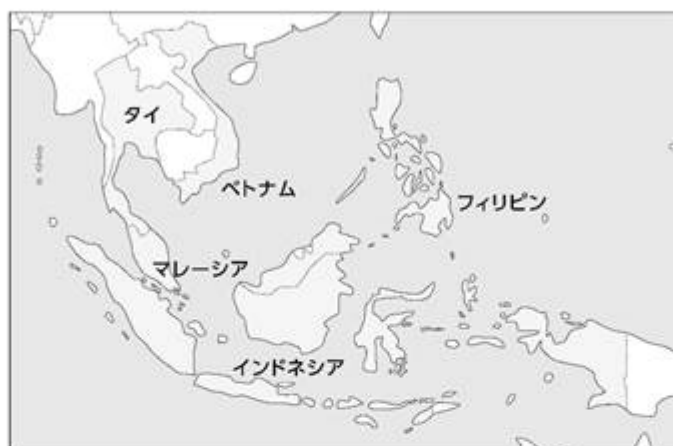 タイ
ベトナム
フィリピン
マレーシア
インドネシア